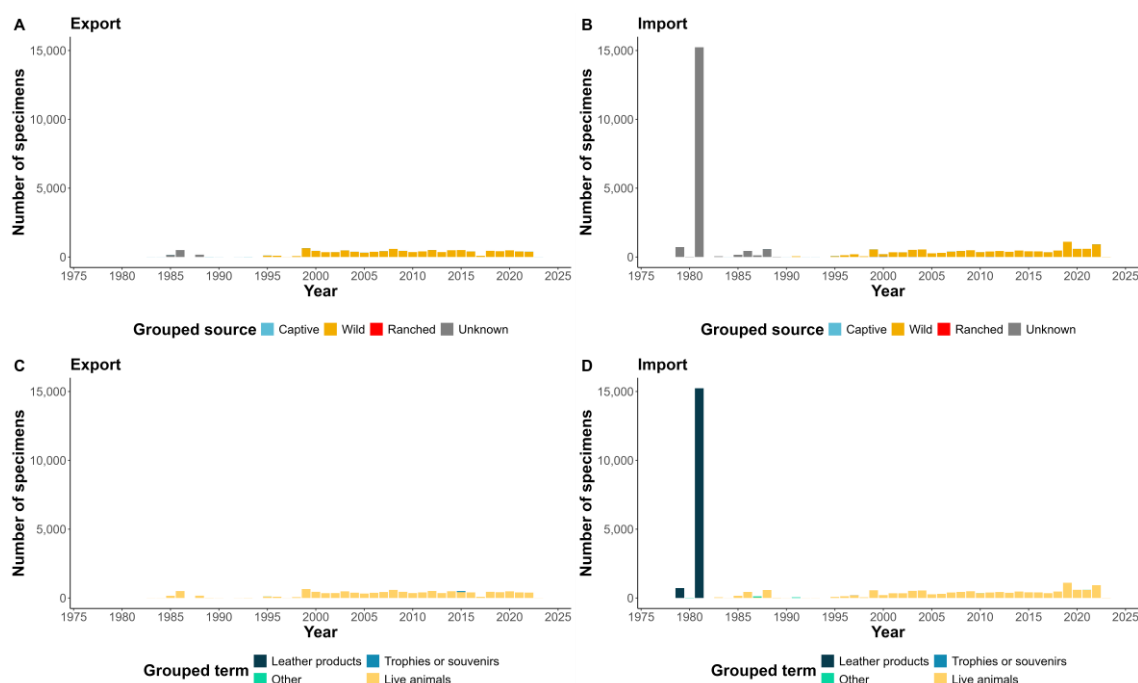 A Export
15,000
10,000
5,000
0
Number of specimens
1975 1980 1985 1990 1995 2000 2005 2010 2015 2020 2025
Year
Grouped source Captive Wild Ranched Unknown
B Import
15,000
10,000
5,000
0
Number of specimens
1975 1980 1985 1990 1995 2000 2005 2010 2015 2020 2025
Year
Grouped source Captive Wild Ranched Unknown
C Export
15,000
10,000
5,000
0
Number of specimens
1975 1980 1985 1990 1995 2000 2005 2010 2015 2020 2025
Year
Grouped term
Leather products Trophies or souvenirs
Other Live animals
D Import
15,000
10,000
5,000
0
Number of specimens
1975 1980 1985 1990 1995 2000 2005 2010 2015 2020 2025
Year
Grouped term
Leather products Trophies or souvenirs
Other Live animals